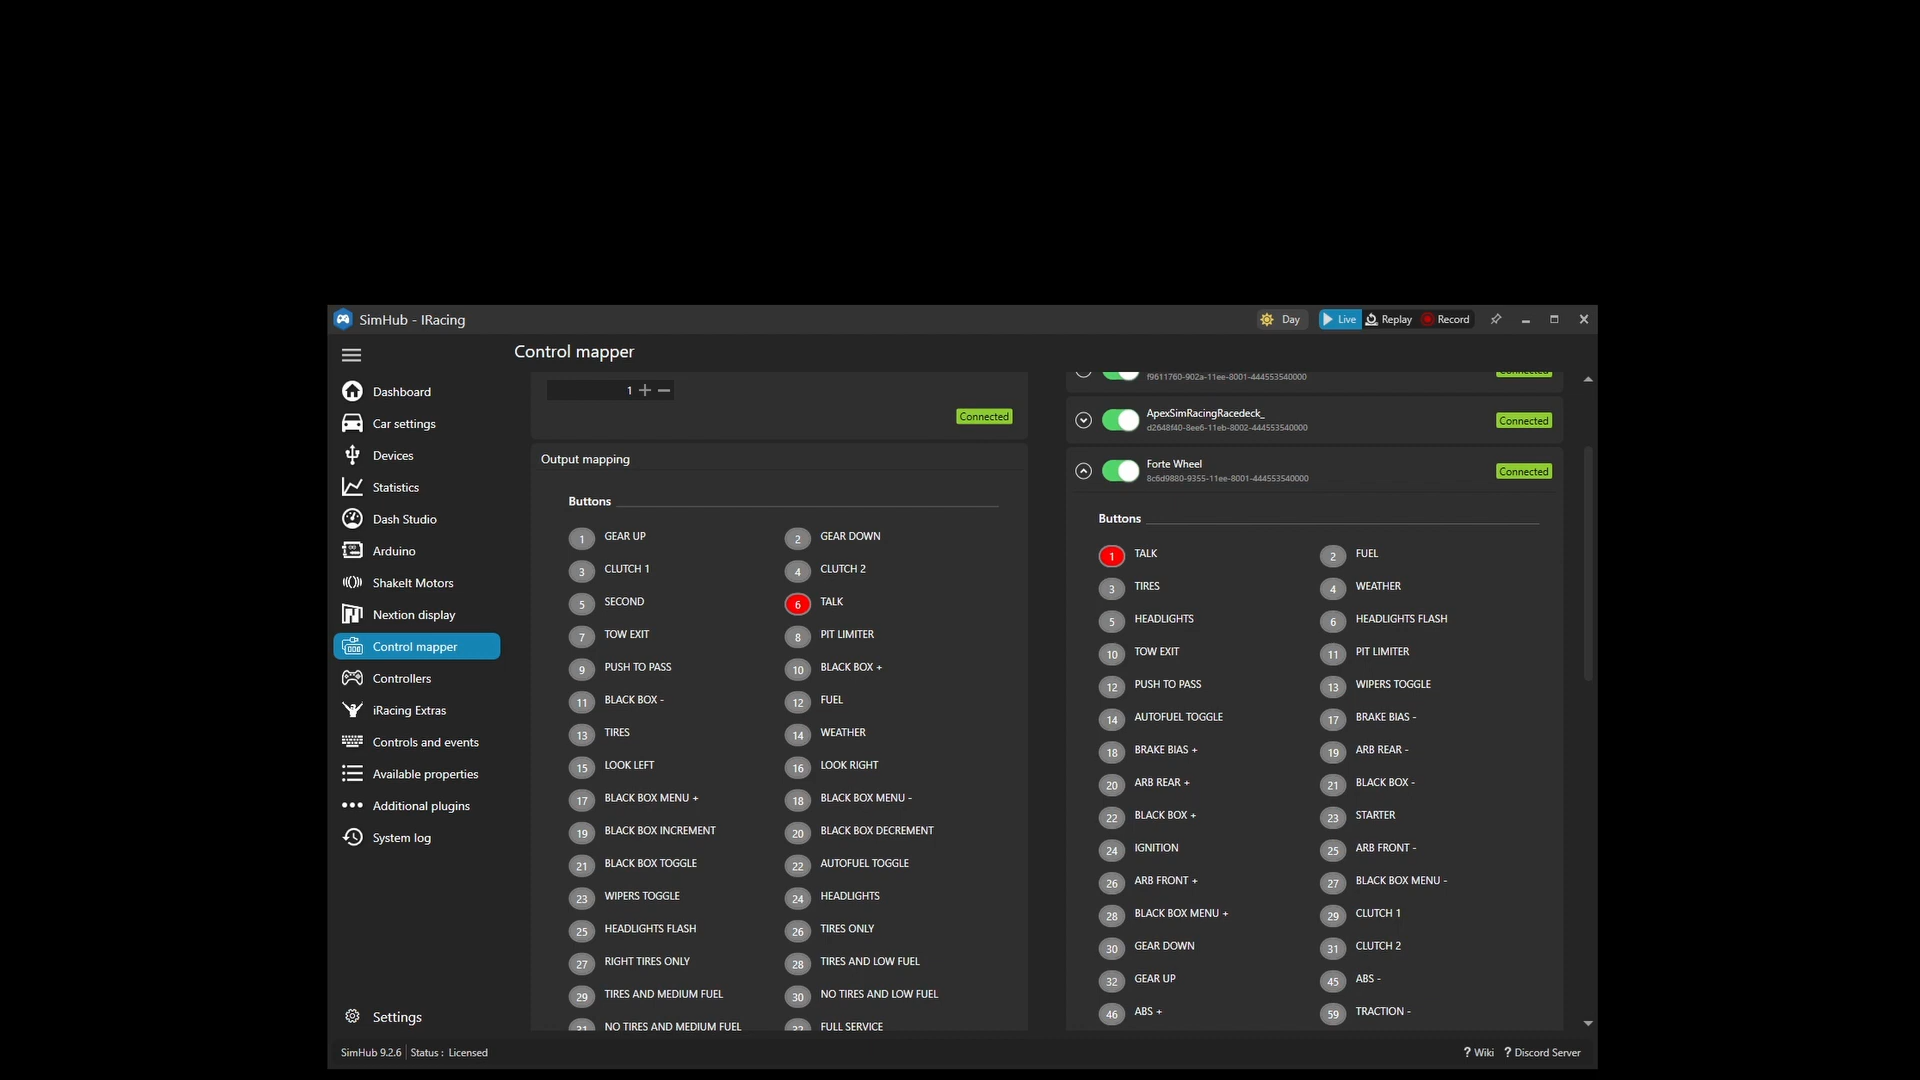 SimHub - IRacing
Day
Live
Replay
Record
Control mapper
Dashboard
Car settings
Devices
Statistics
Dash Studio
Arduino
ShakeIt Motors
Nextion display
Control mapper
Controllers
iRacing Extras
Controls and events
Available properties
Additional plugins
System log
Settings
1
Connected
Output mapping
Buttons
1 GEAR UP
2 GEAR DOWN
3 CLUTCH 1
4 CLUTCH 2
5 SECOND
6 TALK
7 TOW EXIT
8 PIT LIMITER
9 PUSH TO PASS
10 BLACK BOX +
11 BLACK BOX -
12 FUEL
13 TIRES
14 WEATHER
15 LOOK LEFT
16 LOOK RIGHT
17 BLACK BOX MENU +
18 BLACK BOX MENU -
19 BLACK BOX INCREMENT
20 BLACK BOX DECREMENT
21 BLACK BOX TOGGLE
22 AUTOFUEL TOGGLE
23 WIPERS TOGGLE
24 HEADLIGHTS
25 HEADLIGHTS FLASH
26 TIRES ONLY
27 RIGHT TIRES ONLY
28 TIRES AND LOW FUEL
29 TIRES AND MEDIUM FUEL
30 NO TIRES AND LOW FUEL
31 NO TIRES AND MEDIUM FUEL
32 FULL SERVICE
f9611760-902a-11ee-8001-444553540000
Connected
ApexSimRacingRacedeck_
d2648f40-8ee6-11eb-8002-444553540000
Connected
Forte Wheel
8c6d9880-9355-11ee-8001-444553540000
Connected
Buttons
1 TALK
2 FUEL
3 TIRES
4 WEATHER
5 HEADLIGHTS
6 HEADLIGHTS FLASH
10 TOW EXIT
11 PIT LIMITER
12 PUSH TO PASS
13 WIPERS TOGGLE
14 AUTOFUEL TOGGLE
17 BRAKE BIAS -
18 BRAKE BIAS +
19 ARB REAR -
20 ARB REAR +
21 BLACK BOX -
22 BLACK BOX +
23 STARTER
24 IGNITION
25 ARB FRONT -
26 ARB FRONT +
27 BLACK BOX MENU -
28 BLACK BOX MENU +
29 CLUTCH 1
30 GEAR DOWN
31 CLUTCH 2
32 GEAR UP
45 ABS -
46 ABS +
59 TRACTION -
SimHub 9.2.6
Status : Licensed
? Wiki
? Discord Server